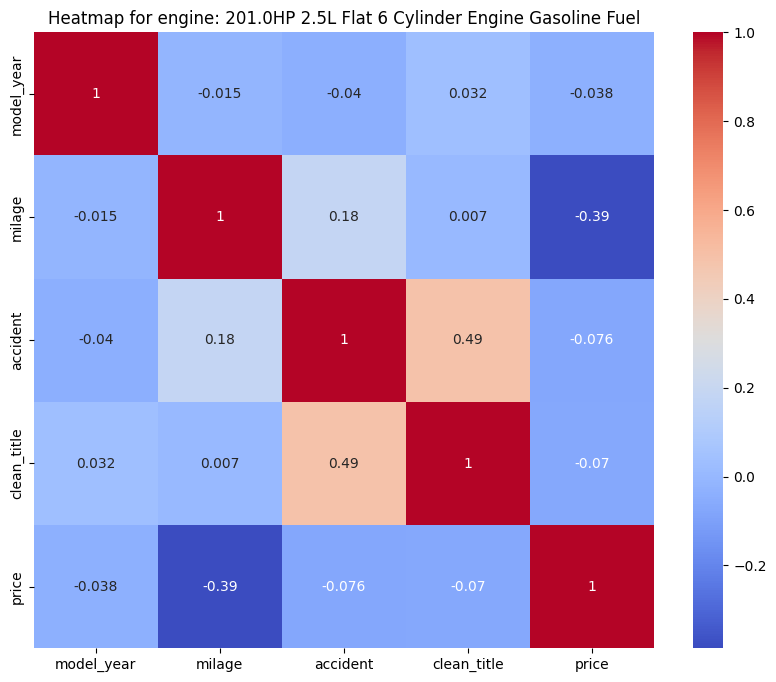 Heatmap for engine: 201.0HP 2.5L Flat 6 Cylinder Engine Gasoline Fuel
model_year 1 -0.015 -0.04 0.032 -0.038
milage -0.015 1 0.18 0.007 -0.39
accident -0.04 0.18 1 0.49 -0.076
clean_title 0.032 0.007 0.49 1 -0.07
price -0.038 -0.39 -0.076 -0.07 1
model_year milage accident clean_title price
1.0
0.8
0.6
0.4
0.2
0.0
−0.2